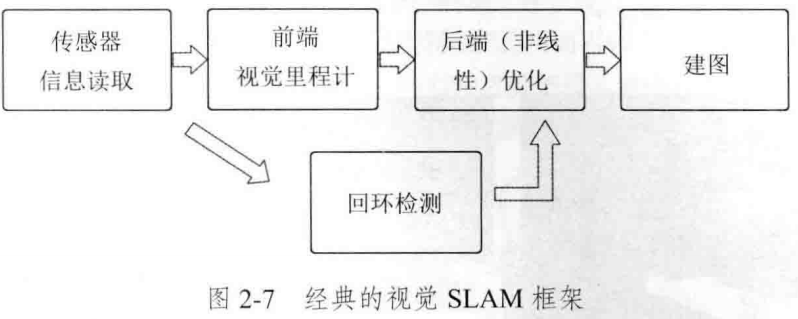 传感器
信息读取
前端
视觉里程计
后端（非线
性）优化
建图
回环检测
图 2-7 经典的视觉 SLAM 框架